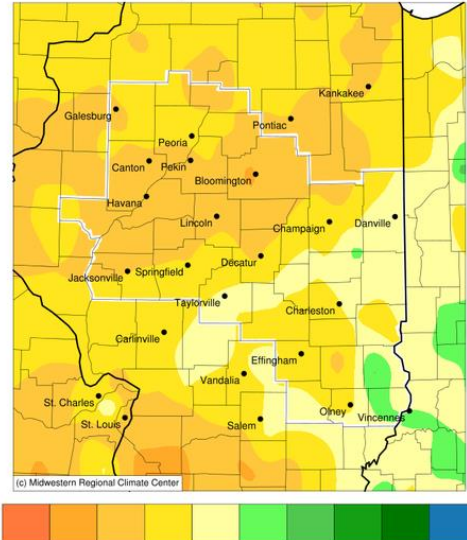 Kankakee
Galesburg
Pontiac
Peoria
Canton
Pekin
Bloomington
Havana
Lincoln
Champaign
Danville
Decatur
Jacksonville
Springfield
Taylorville
Charleston
Carlinville
Effingham
Vandalia
St. Charles
Olney
Vincennes
St. Louis
Salem
(c) Midwestern Regional Climate Center